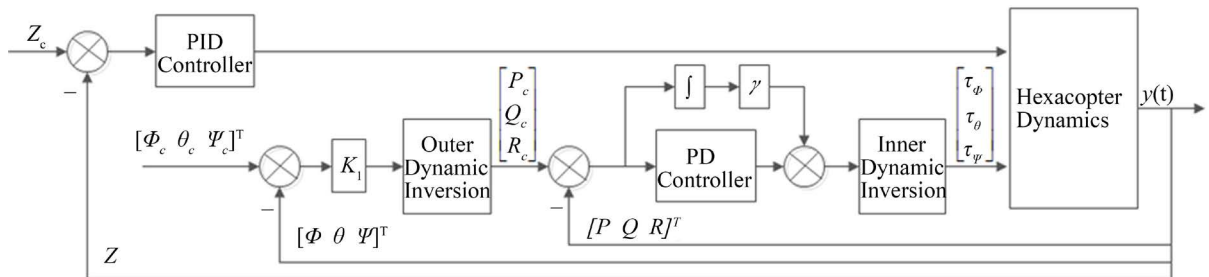 Z_c
−
PID
Controller
[Φ_c θ_c Ψ_c]^T
−
K_1
Outer
Dynamic
Inversion
[P_c
Q_c
R_c]
−
∫
γ
PD
Controller
Inner
Dynamic
Inversion
[τ_Φ
τ_θ
τ_Ψ]
Hexacopter
Dynamics
y(t)
[P Q R]^T
[Φ θ Ψ]^T
Z